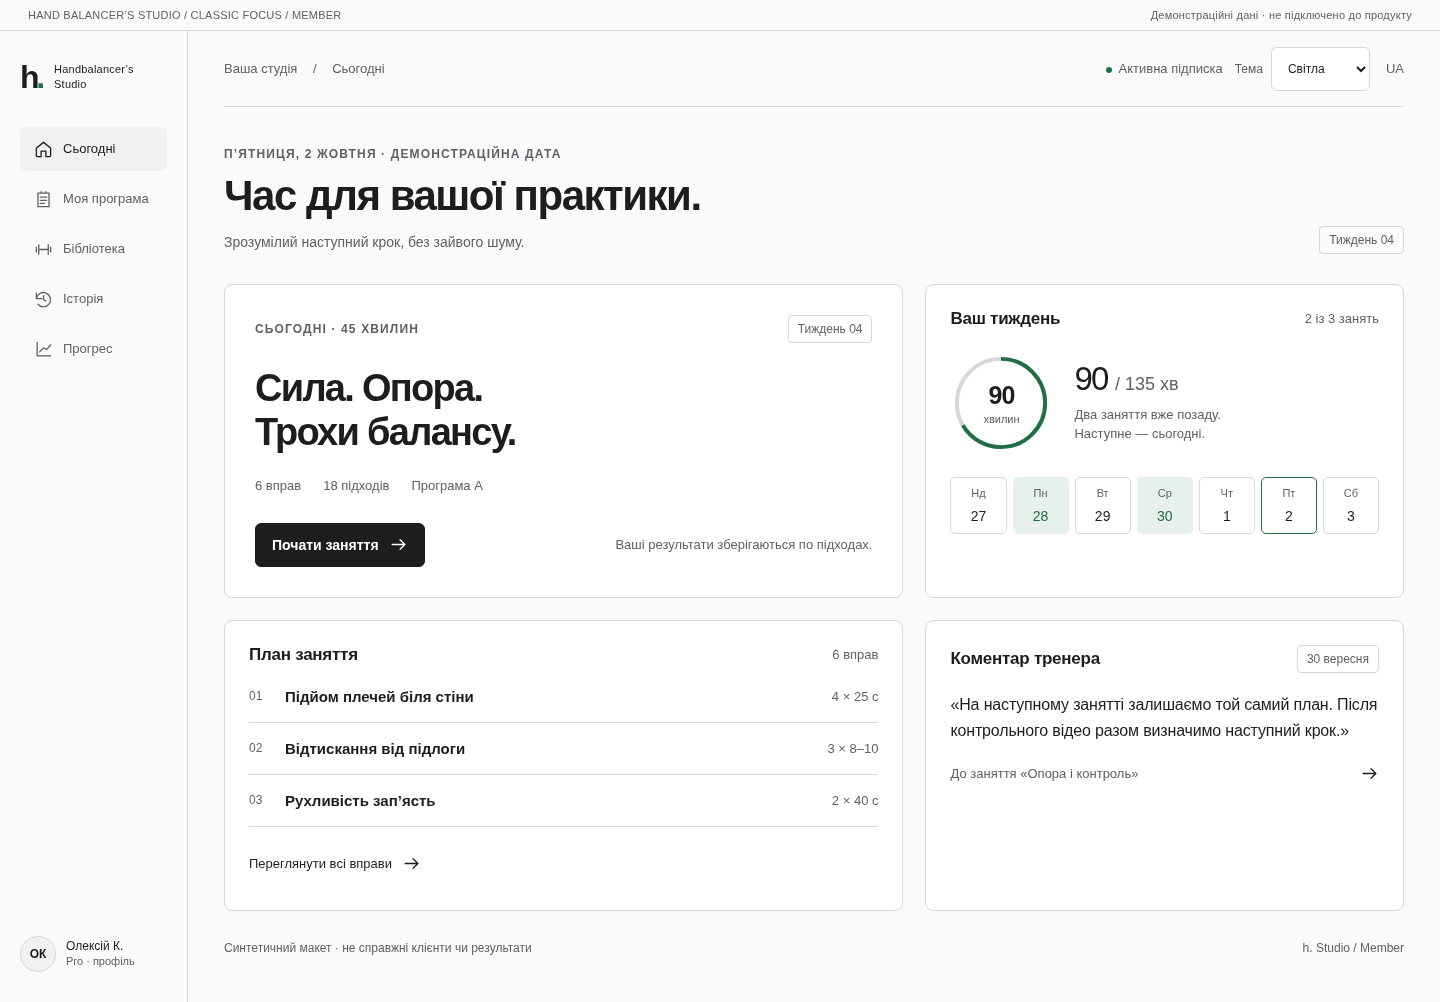 HAND BALANCER’S STUDIO / CLASSIC FOCUS / MEMBER
Демонстраційні дані · не підключено до продукту
h.
Handbalancer’s
Studio
Ваша студія / Сьогодні
Активна підписка
Тема
Світла
UA
Сьогодні
Моя програма
Бібліотека
Історія
Прогрес
П’ЯТНИЦЯ, 2 ЖОВТНЯ · ДЕМОНСТРАЦІЙНА ДАТА
Час для вашої практики.
Зрозумілий наступний крок, без зайвого шуму.
Тиждень 04
СЬОГОДНІ · 45 ХВИЛИН
Тиждень 04
Сила. Опора.
Трохи балансу.
6 вправ
18 підходів
Програма A
Почати заняття
Ваші результати зберігаються по підходах.
Ваш тиждень
2 із 3 занять
90
хвилин
90 / 135 хв
Два заняття вже позаду.
Наступне — сьогодні.
Нд Пн Вт Ср Чт Пт Сб
27 28 29 30 1 2 3
План заняття
6 вправ
01 Підйом плечей біля стіни 4 × 25 с
02 Відтискання від підлоги 3 × 8–10
03 Рухливість зап’ясть 2 × 40 с
Переглянути всі вправи
Коментар тренера
30 вересня
«На наступному занятті залишаємо той самий план. Після
контрольного відео разом визначимо наступний крок.»
До заняття «Опора і контроль»
ОК
Олексій К.
Pro · профіль
Синтетичний макет · не справжні клієнти чи результати
h. Studio / Member